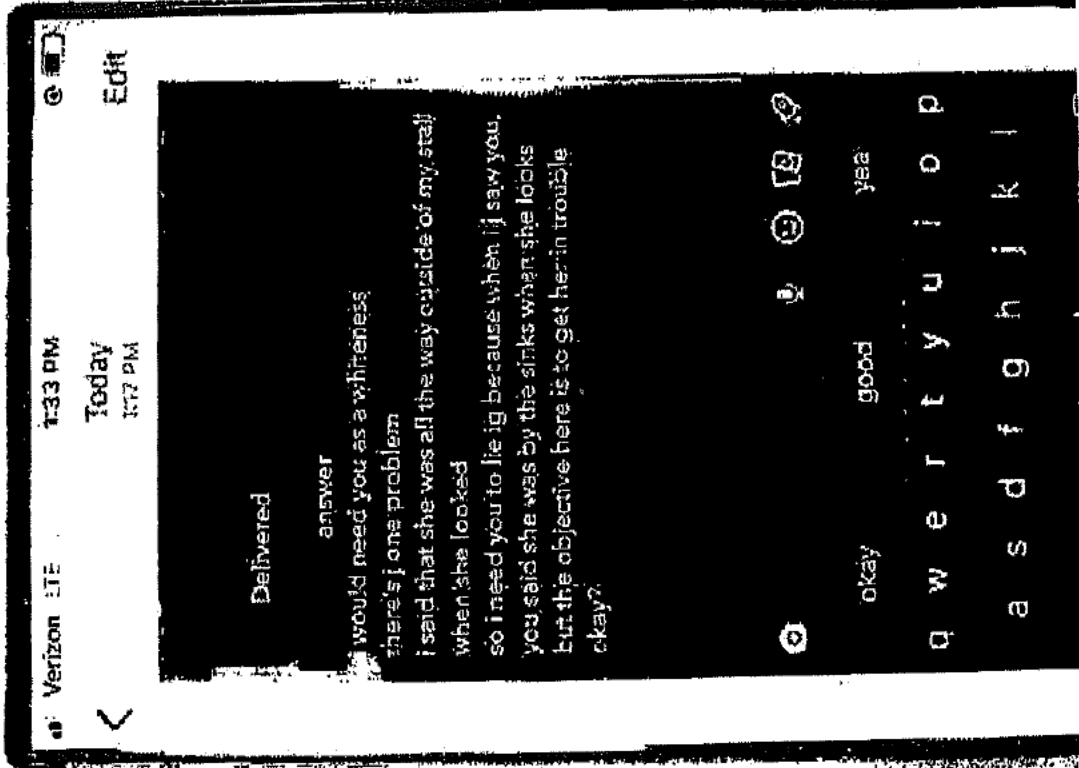 Verizon LTE 1:33 PM
Today
1:17 PM
Edit
Delivered
answer
i would need you as a whiteness
there's j one problem
i said that she was all the way outside of my stall
when she looked
so i need you to lie ig because when ij saw you,
you said she was by the sinks when she looks
but the objective here is to get her in trouble
okay?
okay good yea
q w e r t y u i o p
a s d f g h j k l